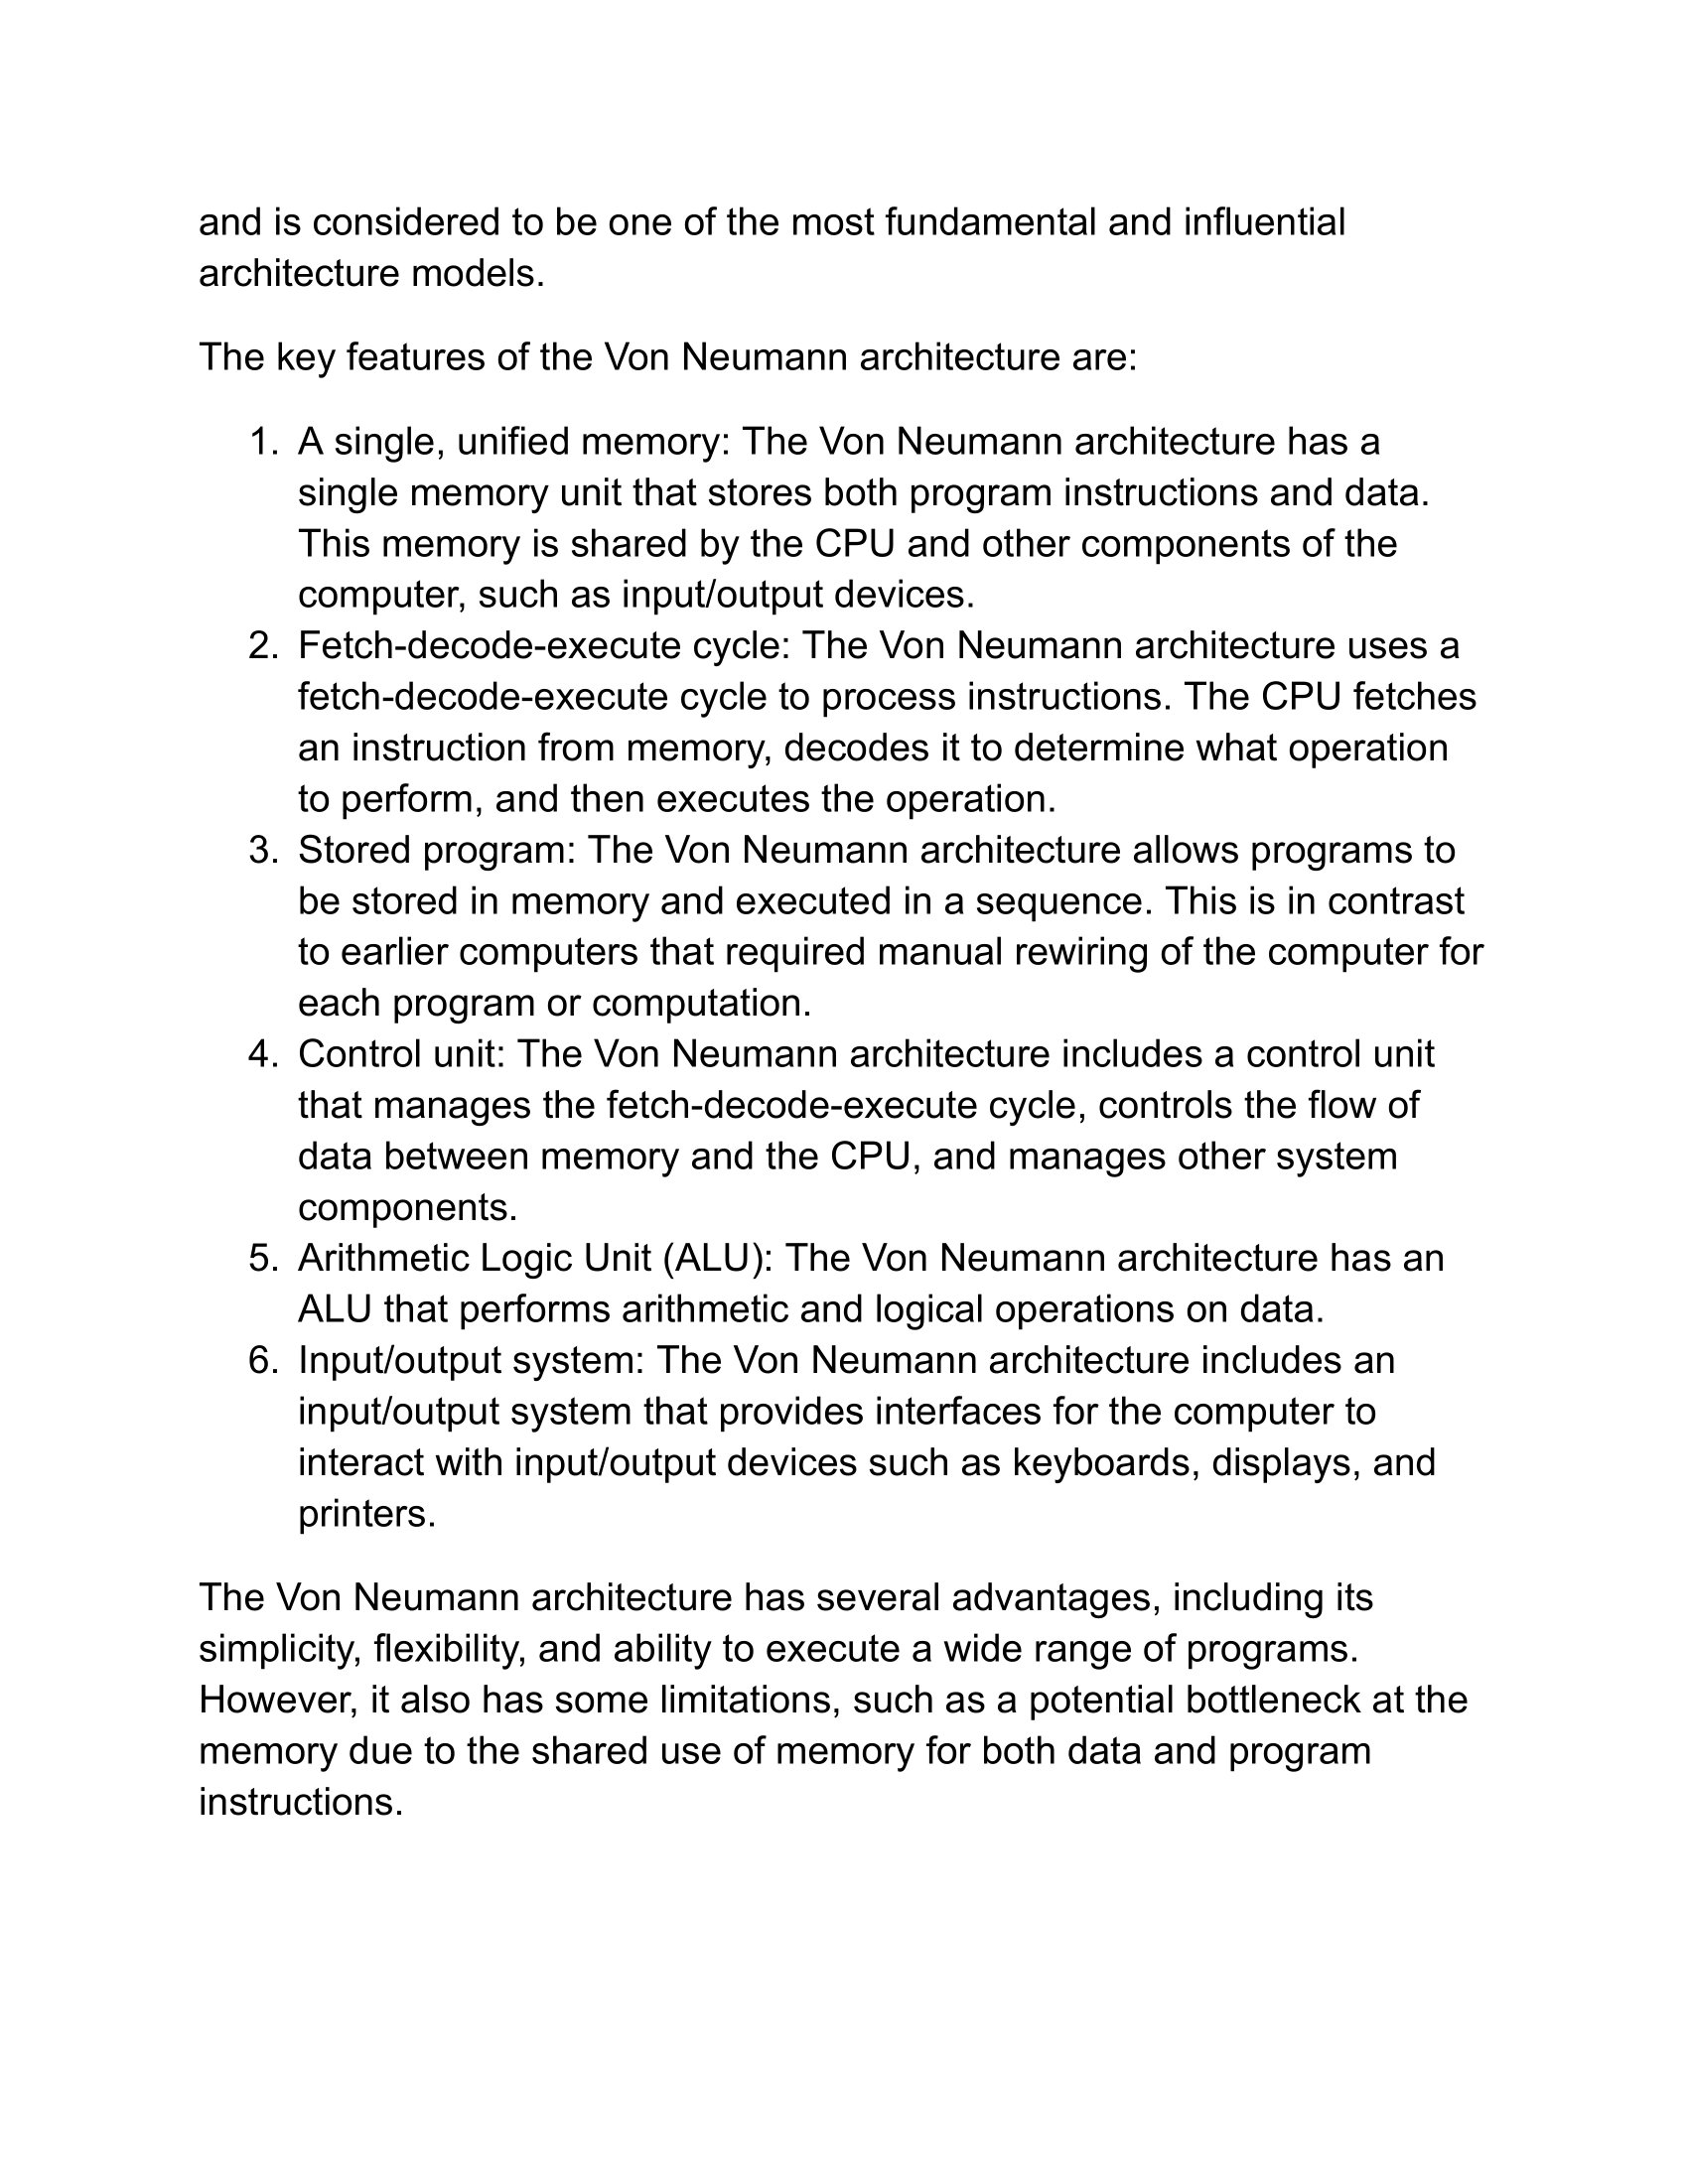 and is considered to be one of the most fundamental and influential
architecture models.
The key features of the Von Neumann architecture are:
1. A single, unified memory: The Von Neumann architecture has a
single memory unit that stores both program instructions and data.
This memory is shared by the CPU and other components of the
computer, such as input/output devices.
2. Fetch-decode-execute cycle: The Von Neumann architecture uses a
fetch-decode-execute cycle to process instructions. The CPU fetches
an instruction from memory, decodes it to determine what operation
to perform, and then executes the operation.
3. Stored program: The Von Neumann architecture allows programs to
be stored in memory and executed in a sequence. This is in contrast
to earlier computers that required manual rewiring of the computer for
each program or computation.
4. Control unit: The Von Neumann architecture includes a control unit
that manages the fetch-decode-execute cycle, controls the flow of
data between memory and the CPU, and manages other system
components.
5. Arithmetic Logic Unit (ALU): The Von Neumann architecture has an
ALU that performs arithmetic and logical operations on data.
6. Input/output system: The Von Neumann architecture includes an
input/output system that provides interfaces for the computer to
interact with input/output devices such as keyboards, displays, and
printers.
The Von Neumann architecture has several advantages, including its
simplicity, flexibility, and ability to execute a wide range of programs.
However, it also has some limitations, such as a potential bottleneck at the
memory due to the shared use of memory for both data and program
instructions.